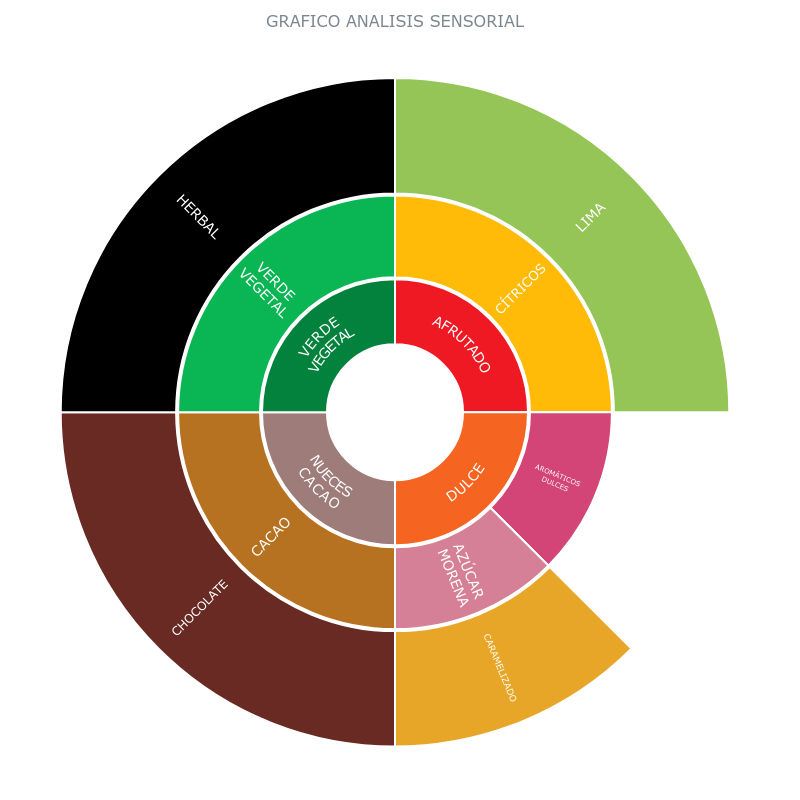 GRAFICO ANALISIS SENSORIAL
HERBAL
LIMA
VERDE
VEGETAL
CÍTRICOS
VERDE
VEGETAL
AFRUTADO
NUECES
CACAO
DULCE
AROMÁTICOS
DULCES
CACAO
AZÚCAR
MORENA
CHOCOLATE
CARAMELIZADO